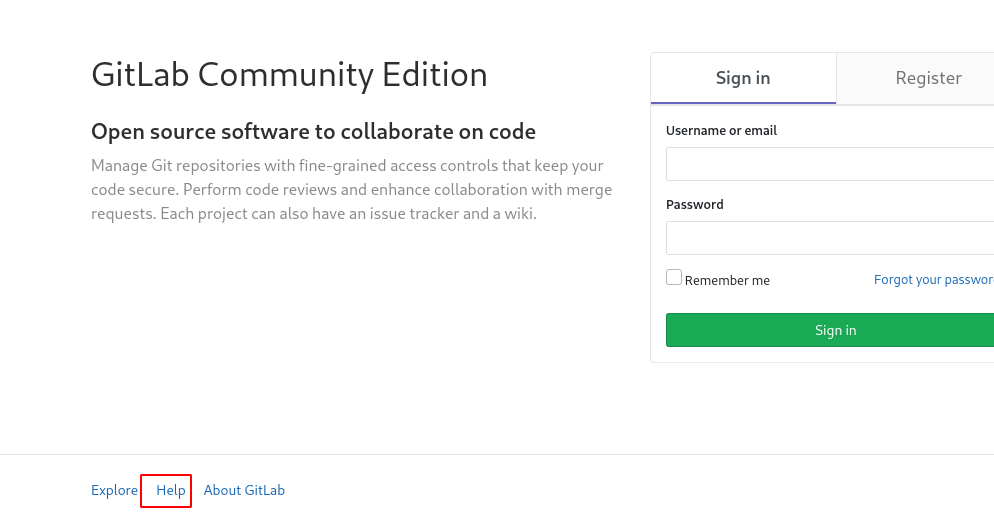 GitLab Community Edition
Open source software to collaborate on code
Manage Git repositories with fine-grained access controls that keep your
code secure. Perform code reviews and enhance collaboration with merge
requests. Each project can also have an issue tracker and a wiki.
Sign in Register
Username or email
Password
Remember me Forgot your passwor
Sign in
Explore Help About GitLab